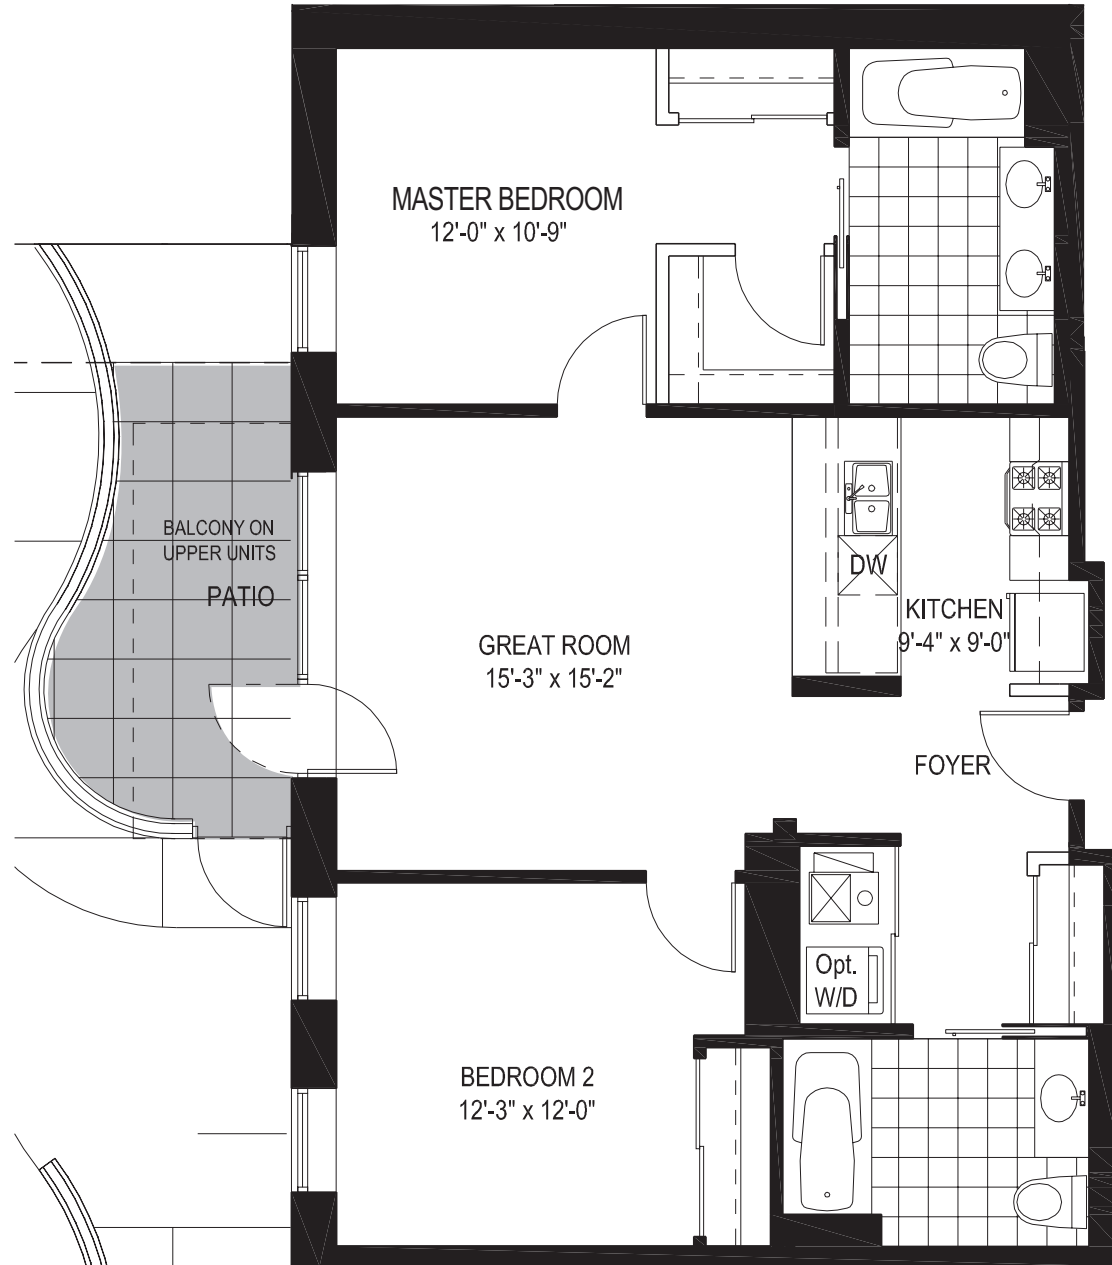 MASTER BEDROOM
12'-0" x 10'-9"
BALCONY ON
UPPER UNITS
PATIO
DW
KITCHEN
9'-4" x 9'-0"
GREAT ROOM
15'-3" x 15'-2"
FOYER
Opt.
W/D
BEDROOM 2
12'-3" x 12'-0"